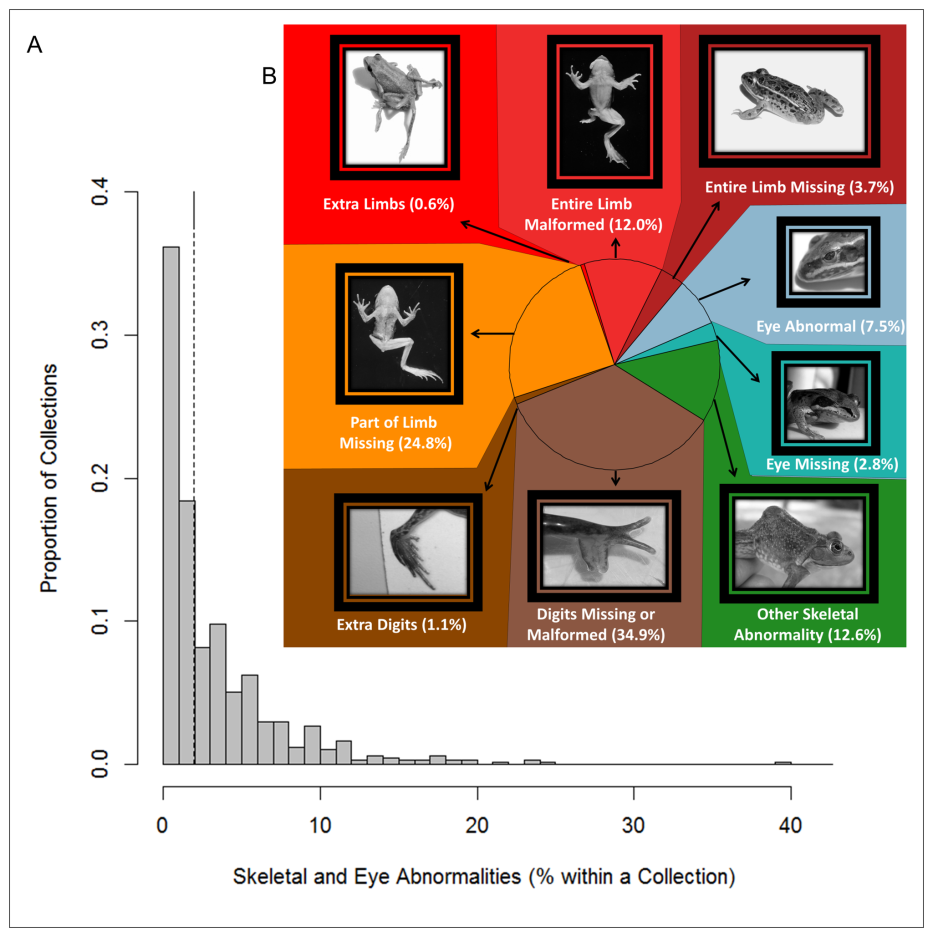 A
B
Extra Limbs (0.6%)
Entire Limb
Malformed (12.0%)
Entire Limb Missing (3.7%)
Eye Abnormal (7.5%)
Part of Limb
Missing (24.8%)
Eye Missing (2.8%)
Extra Digits (1.1%)
Digits Missing or
Malformed (34.9%)
Other Skeletal
Abnormality (12.6%)
Proportion of Collections
0.4
0.3
0.2
0.1
0.0
0 10 20 30 40
Skeletal and Eye Abnormalities (% within a Collection)